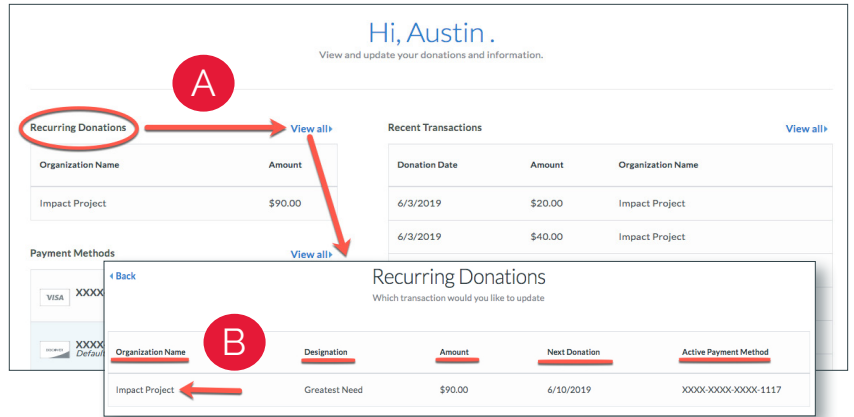 Hi, Austin .
View and update your donations and information.
A
Recurring Donations
View all
Organization Name Amount
Impact Project $90.00
Payment Methods
View all
VISA XXXX
XXXX
Default
Recent Transactions
View all
Donation Date Amount Organization Name
6/3/2019 $20.00 Impact Project
6/3/2019 $40.00 Impact Project
Back
Recurring Donations
Which transaction would you like to update
B
Organization Name Designation Amount Next Donation Active Payment Method
Impact Project Greatest Need $90.00 6/10/2019 XXXX-XXXX-XXXX-1117